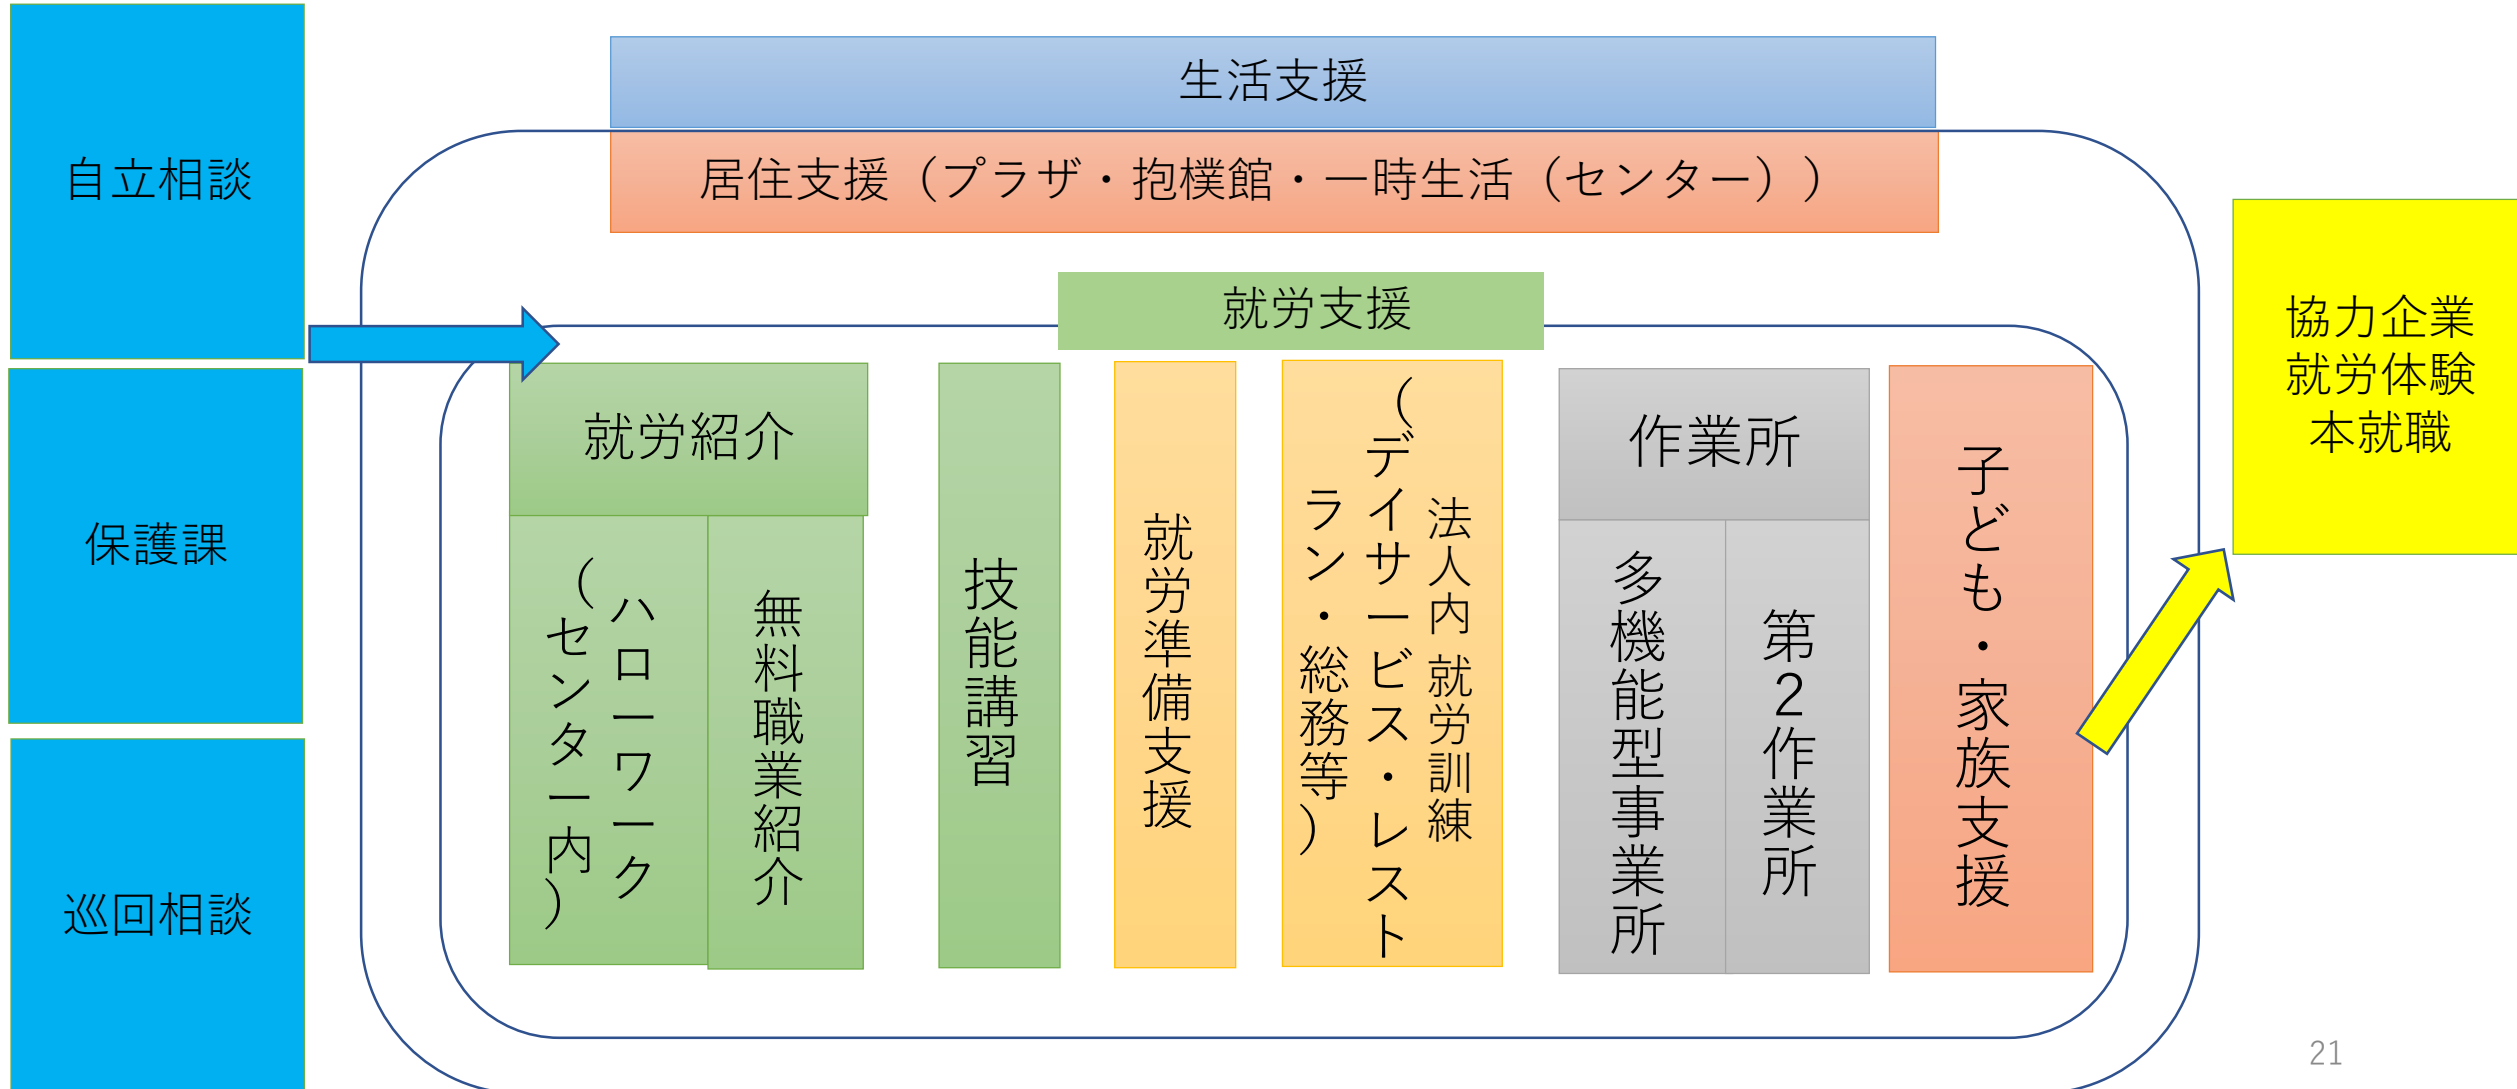 自立相談
保護課
巡回相談
生活支援
居住支援（プラザ・抱樸館・一時生活（センター））
就労支援
就労紹介
ハローワーク
（センター内）
無料職業紹介
技能講習
就労準備支援
法人内 就労訓練
（デイサービス・レスト
ラン・総務等）
作業所
多機能型事業所
第2作業所
子ども・家族支援
協力企業
就労体験
本就職
21